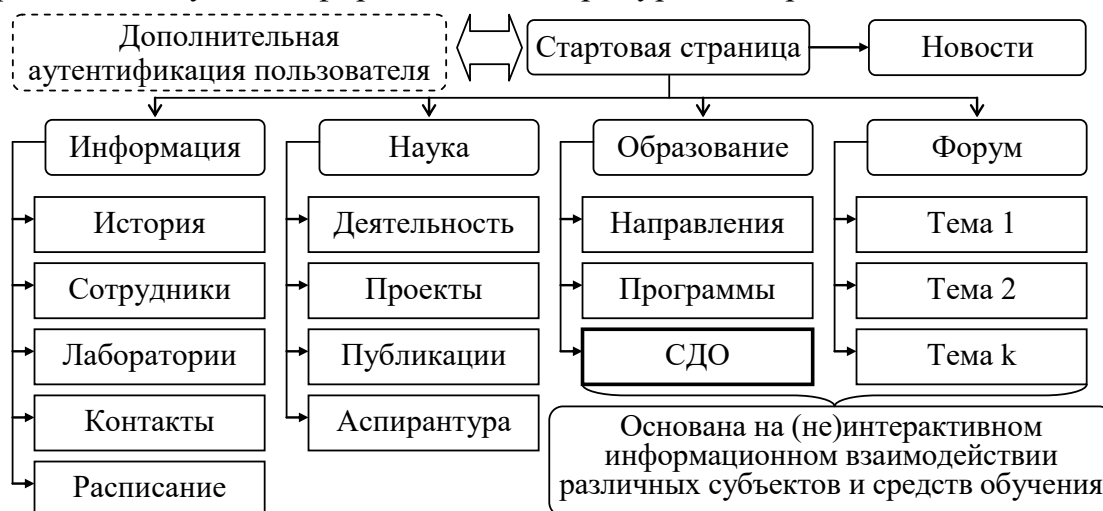 Дополнительная
аутентификация пользователя
Стартовая страница
Новости
Информация
Наука
Образование
Форум
История
Деятельность
Направления
Тема 1
Сотрудники
Проекты
Программы
Тема 2
Лаборатории
Публикации
СДО
Тема k
Контакты
Аспирантура
Расписание
Основана на (не)интерактивном
информационном взаимодействии
различных субъектов и средств обучения